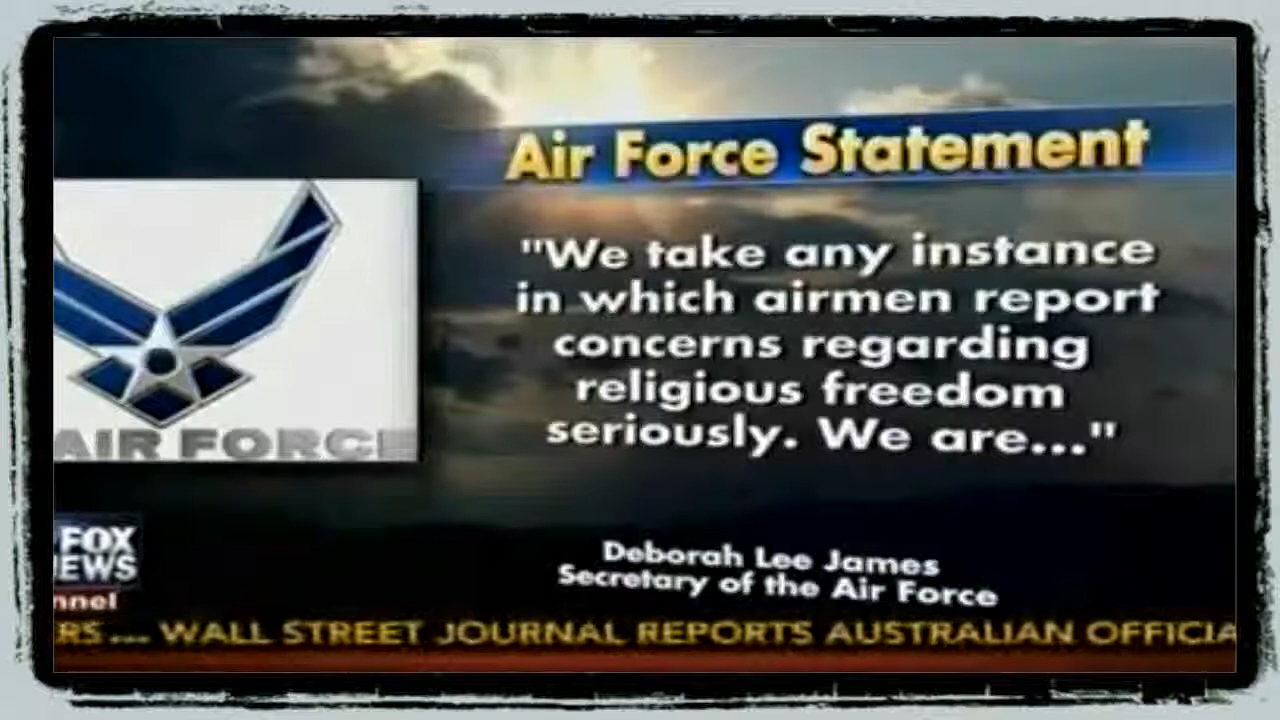 Air Force Statement
"We take any instance
in which airmen report
concerns regarding
religious freedom
seriously. We are..."
AIR FORCE
Deborah Lee James
Secretary of the Air Force
FOX
EWS
nnel
RS ... WALL STREET JOURNAL REPORTS AUSTRALIAN OFFICIA